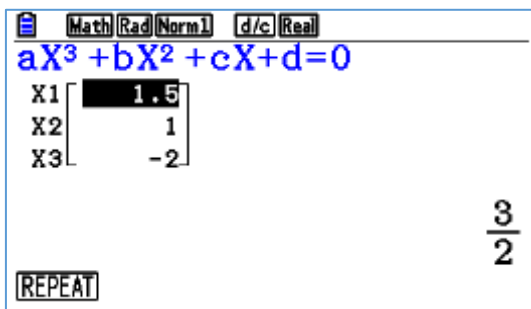 Math Rad Norm1 d/c Real
aX³+bX²+cX+d=0
X1 1.5
X2 1
X3 -2
3
2
REPEAT